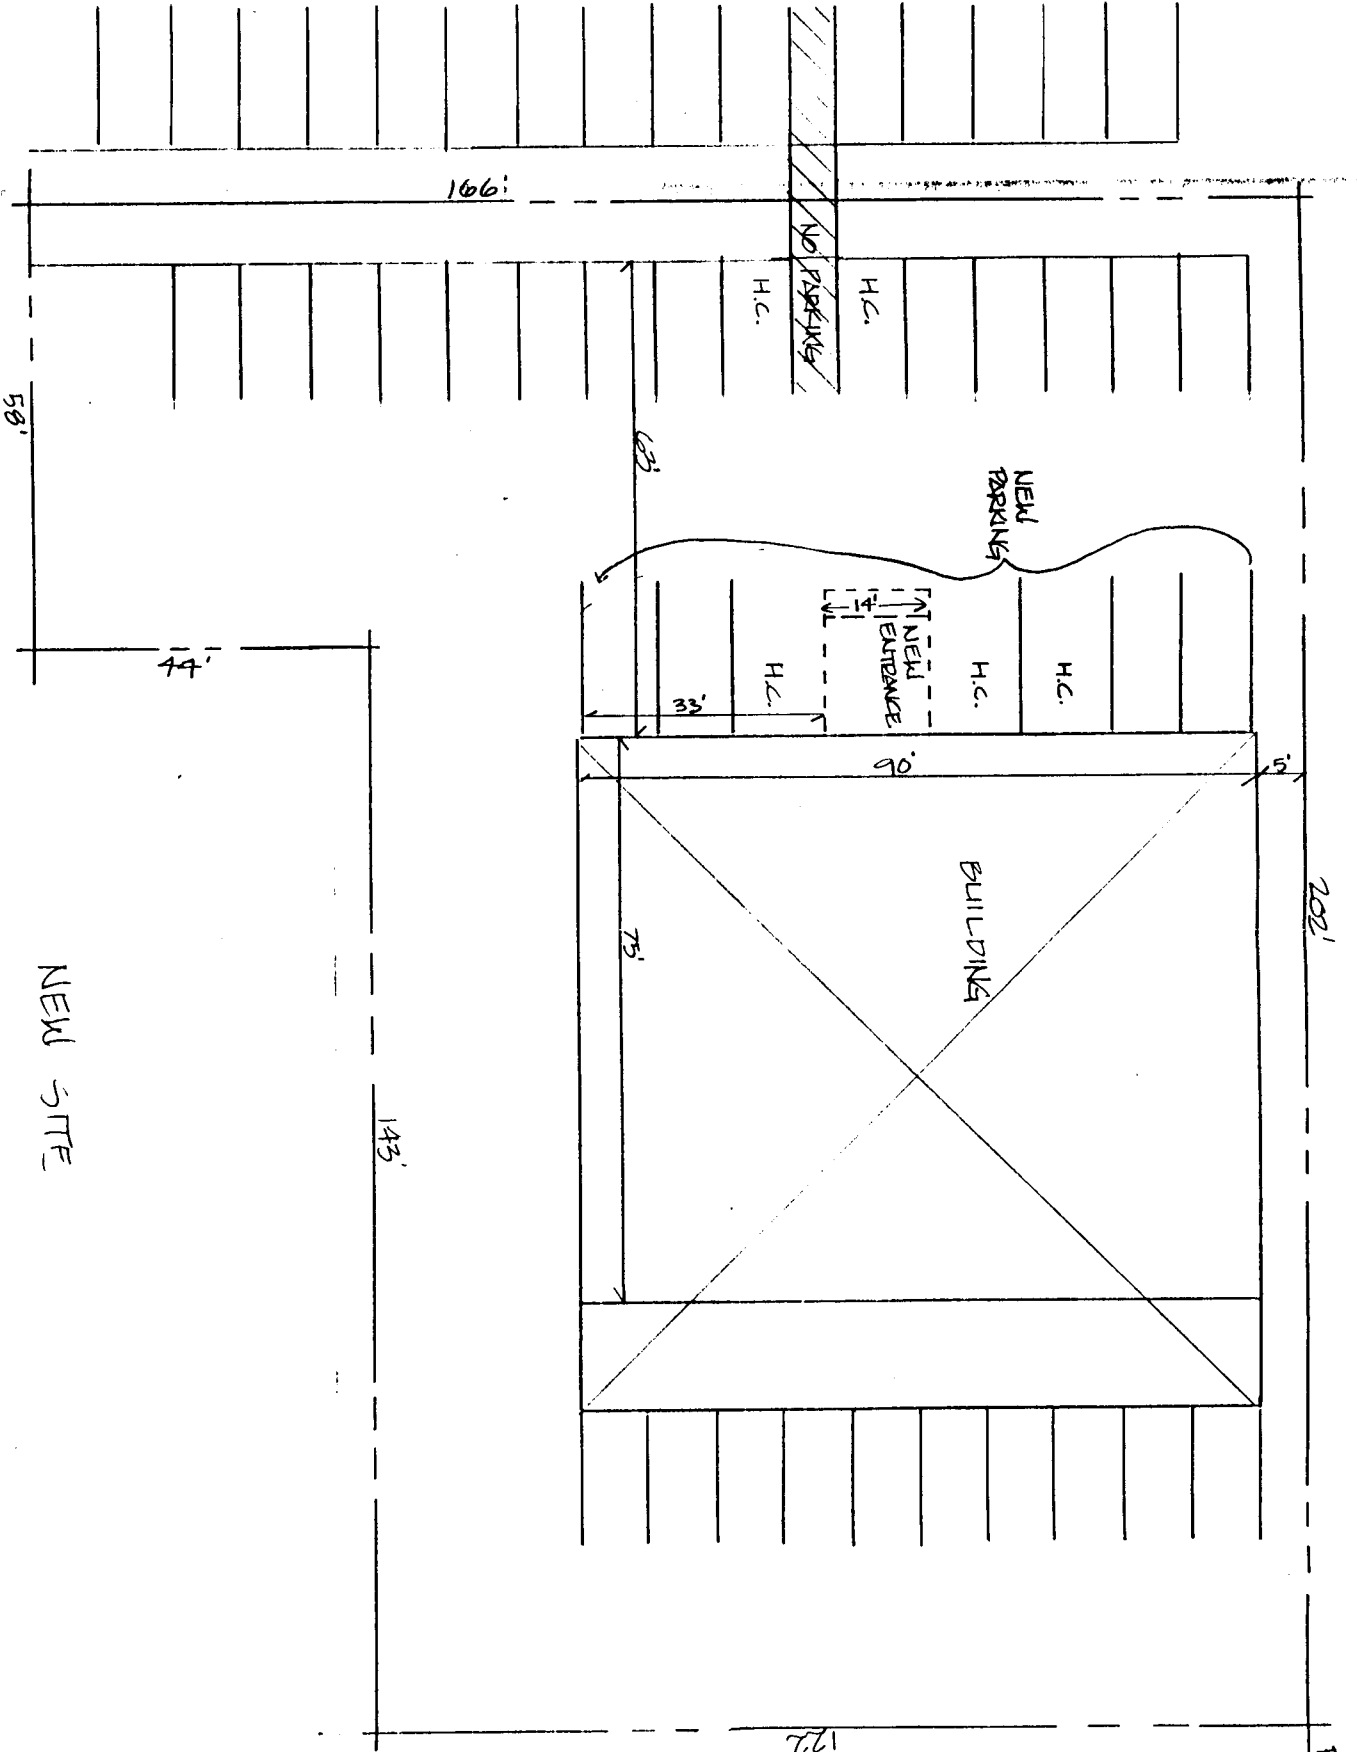 166'
NO PARKING
H.C.
H.C.
58'
63'
NEW
PARKING
14'
NEW
ENTRANCE
44'
H.C.
H.C.
H.C.
33'
90'
5'
BUILDING
202'
75'
NEW SITE
143'
122